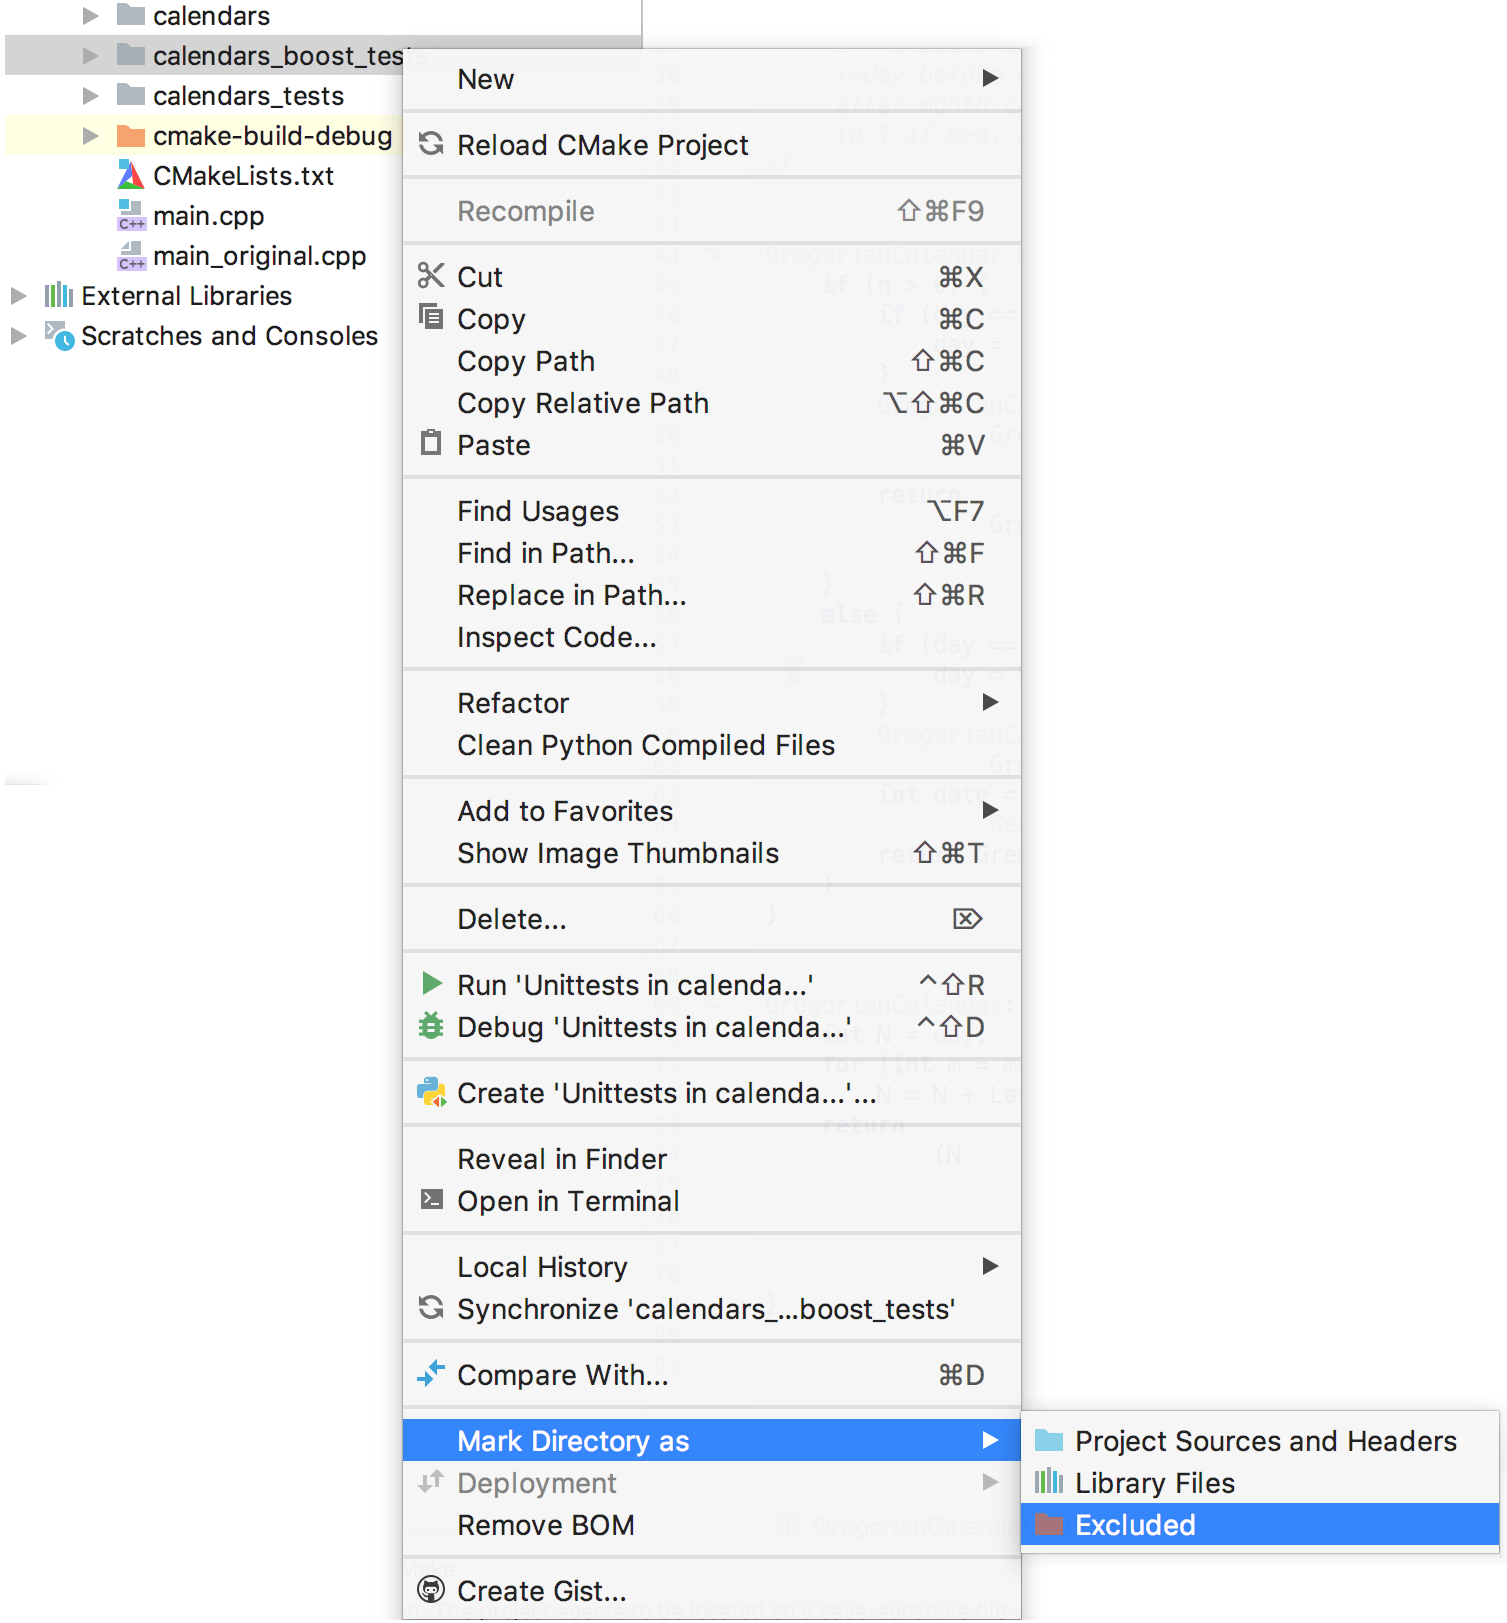 calendars
calendars_boost_tests
calendars_tests
cmake-build-debug
CMakeLists.txt
main.cpp
main_original.cpp
External Libraries
Scratches and Consoles
New
Reload CMake Project
Recompile ⇧⌘F9
Cut ⌘X
Copy ⌘C
Copy Path ⇧⌘C
Copy Relative Path ⌥⇧⌘C
Paste ⌘V
Find Usages ⌥F7
Find in Path...
⇧⌘F
Replace in Path... ⇧⌘R
Inspect Code...
Refactor
Clean Python Compiled Files
Add to Favorites
Show Image Thumbnails ⇧⌘T
Delete... ⌦
Run 'Unittests in calenda...' ^⇧R
Debug 'Unittests in calenda...' ^⇧D
Create 'Unittests in calenda...'...
Reveal in Finder
Open in Terminal
Local History
Synchronize 'calendars_...boost_tests'
Compare With... ⌘D
Mark Directory as
Project Sources and Headers
Library Files
Excluded
Deployment
Remove BOM
Create Gist...